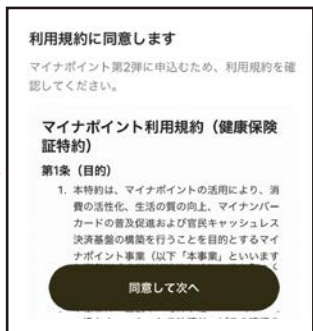 利用規約に同意します
マイナポイント第2弾に申込むため、利用規約を確
認してください。
マイナポイント利用規約（健康保険
証特約）
第1条（目的）
1. 本特約は、マイナポイントの活用により、消
費の活性化、生活の質の向上、マイナンバー
カードの普及促進および官民キャッシュレス
決済基盤の構築を行うことを目的とするマイ
ナポイント事業（以下「本事業」といいます
同意して次へ